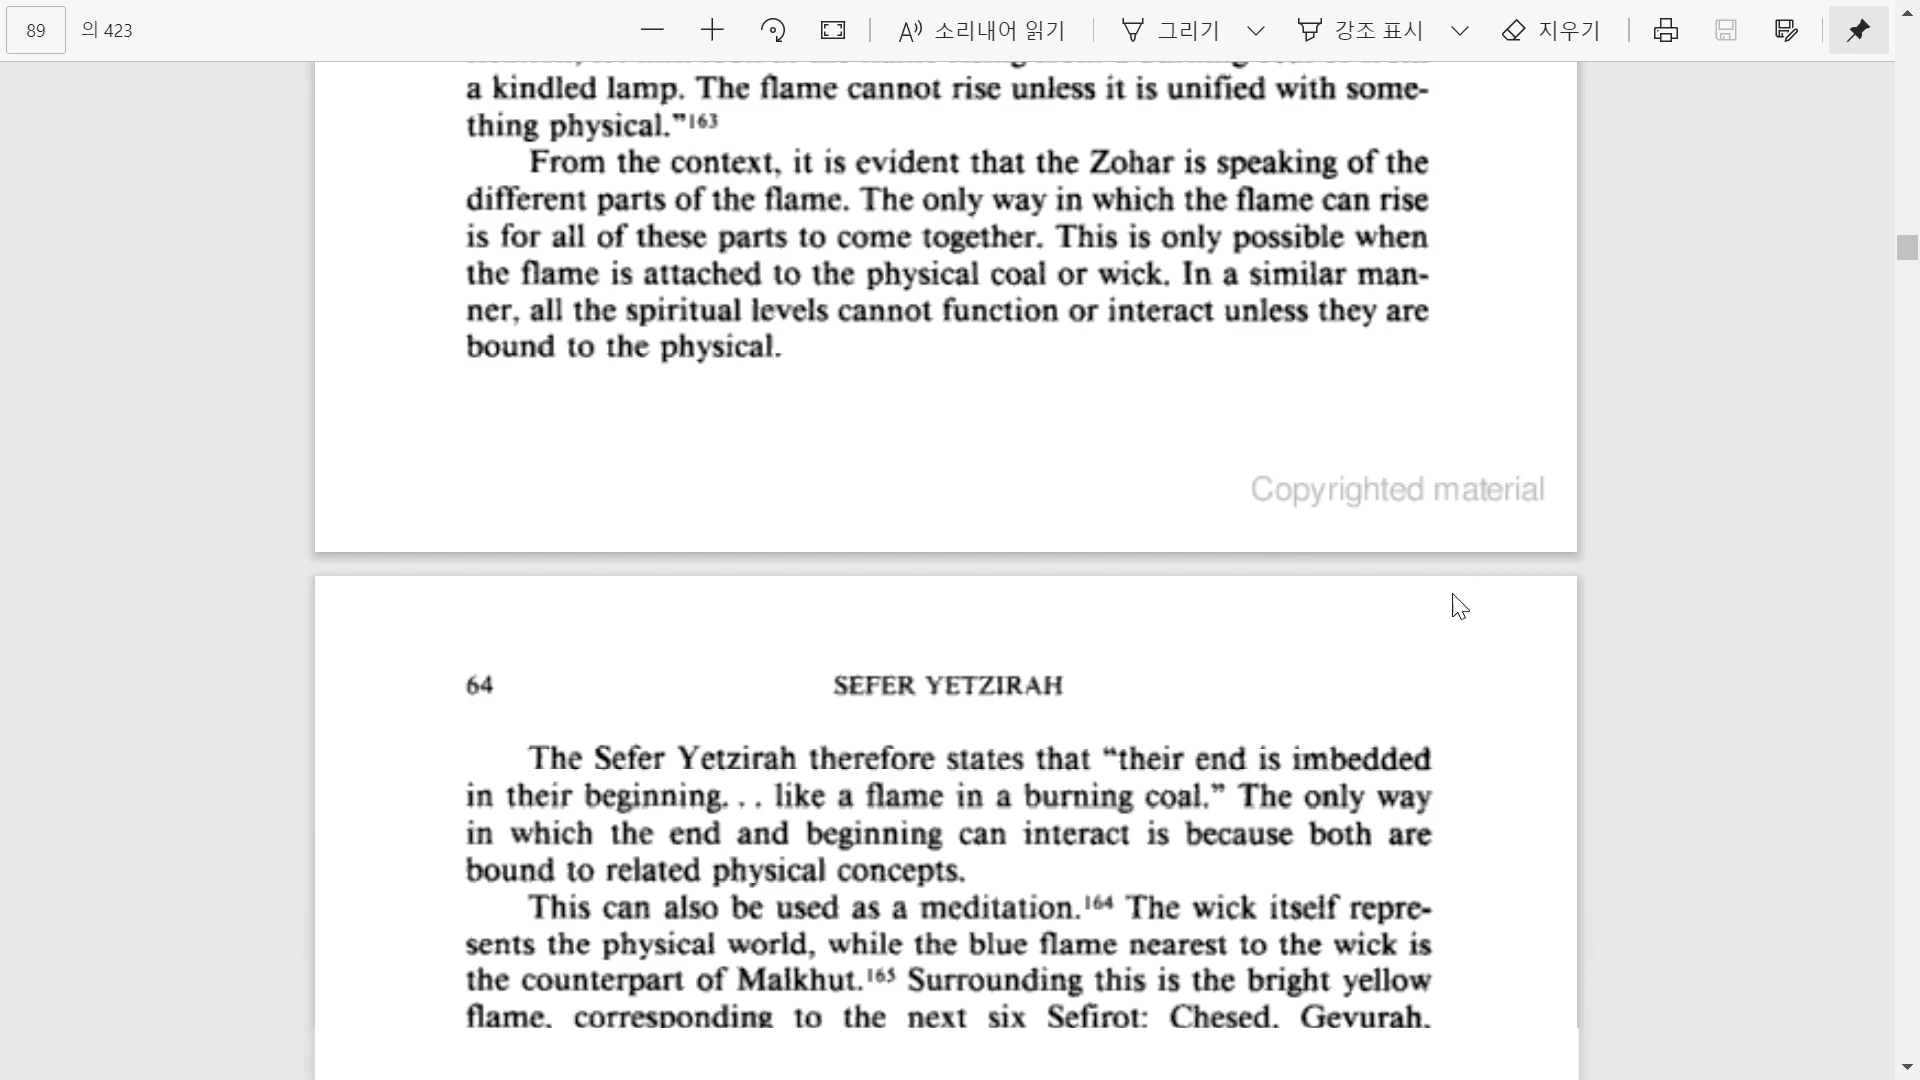 89 의 423 소리내어 읽기 그리기 강조 표시 지우기
a kindled lamp. The flame cannot rise unless it is unified with some-
thing physical."163
From the context, it is evident that the Zohar is speaking of the
different parts of the flame. The only way in which the flame can rise
is for all of these parts to come together. This is only possible when
the flame is attached to the physical coal or wick. In a similar man-
ner, all the spiritual levels cannot function or interact unless they are
bound to the physical.
Copyrighted material
64 SEFER YETZIRAH
The Sefer Yetzirah therefore states that "their end is imbedded
in their beginning. . . like a flame in a burning coal." The only way
in which the end and beginning can interact is because both are
bound to related physical concepts.
This can also be used as a meditation.164 The wick itself repre-
sents the physical world, while the blue flame nearest to the wick is
the counterpart of Malkhut.165 Surrounding this is the bright yellow
flame, corresponding to the next six Sefirot: Chesed, Gevurah,